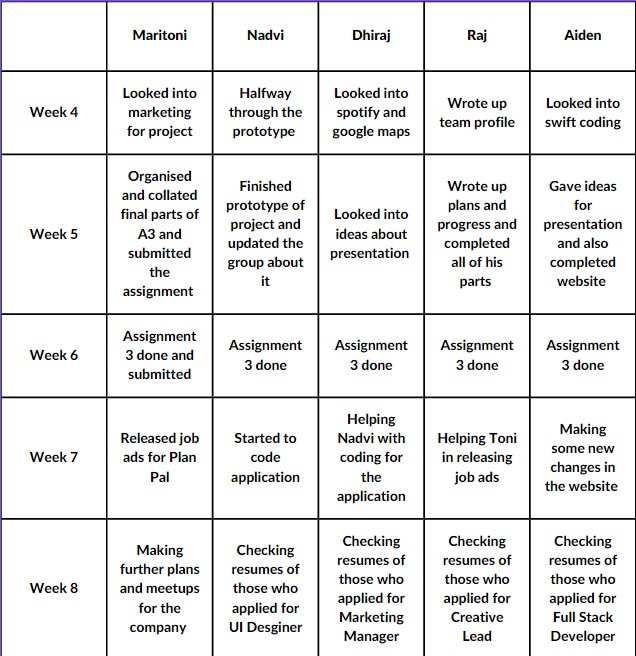 Maritoni
Nadvi
Dhiraj
Raj
Aiden
Week 4
Looked into
marketing
for project
Halfway
through the
prototype
Looked into
spotify and
google maps
Wrote up
team profile
Looked into
swift coding
Week 5
Organised
and collated
final parts of
A3 and
submitted
the
assignment
Finished
prototype of
project and
updated the
group about
it
Looked into
ideas about
presentation
Wrote up
plans and
progress and
completed
all of his
parts
Gave ideas
for
presentation
and also
completed
website
Week 6
Assignment
3 done and
submitted
Assignment
3 done
Assignment
3 done
Assignment
3 done
Assignment
3 done
Week 7
Released job
ads for Plan
Pal
Started to
code
application
Helping
Nadvi with
coding for
the
application
Helping Toni
in releasing
job ads
Making
some new
changes in
the website
Week 8
Making
further plans
and meetups
for the
company
Checking
resumes of
those who
applied for
UI Desginer
Checking
resumes of
those who
applied for
Marketing
Manager
Checking
resumes of
those who
applied for
Creative
Lead
Checking
resumes of
those who
applied for
Full Stack
Developer